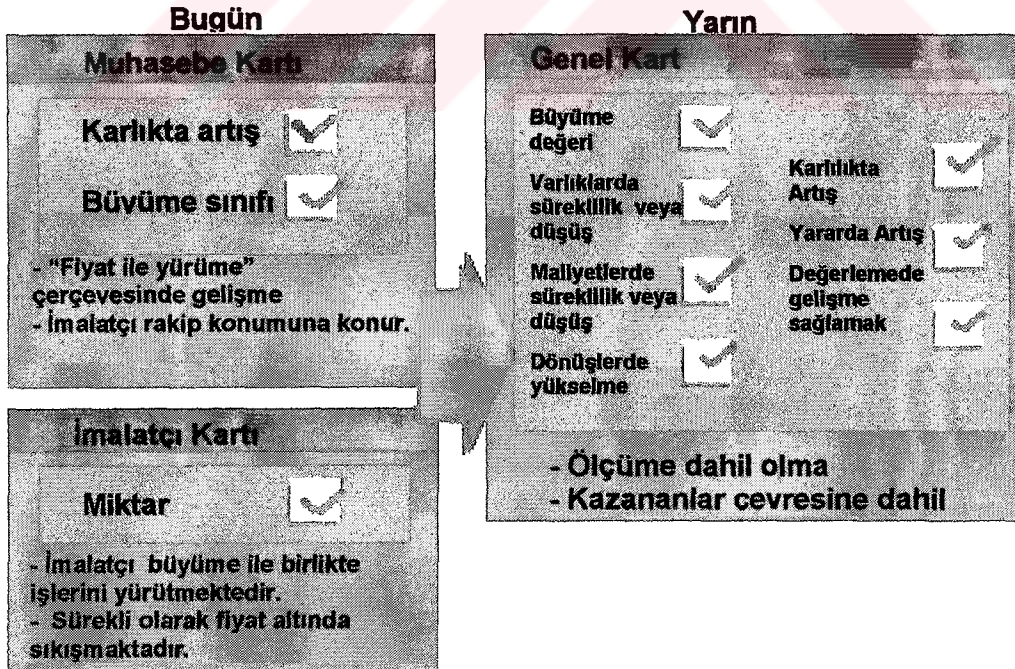 Bugün
Muhasebe Kartı
Karlıkta artış
Büvüme sınıfı
- “Fiyat ile yürüme”
çerçevesinde gelişme
- İmalatçı rakip konumuna konur.
İmalatçı Kartı
Miktar
- İmalatçı büyüme ile birlikte
işlerini yürütmektedir.
- Sürekli olarak fiyat altında
sıkışmaktadır.
Yarın
Genel Kart
Büyüme
değeri
Varlıklarda
süreklilik veya
düşüş
Maliyetlerde
süreklilik veya
düşüş
Dönüşlerde
yükselme
Karlılıkta
Artış
Yararda Artış
Değerlemede
gelişme
sağlamak
- Ölçüme dahil olma
- Kazananlar cevresine dahil